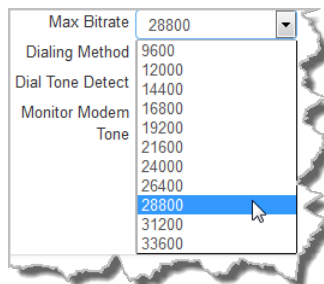 Max Bitrate 28800
Dialing Method 9600
12000
Dial Tone Detect 14400
Monitor Modem 16800
Tone 19200
21600
24000
26400
28800
31200
33600